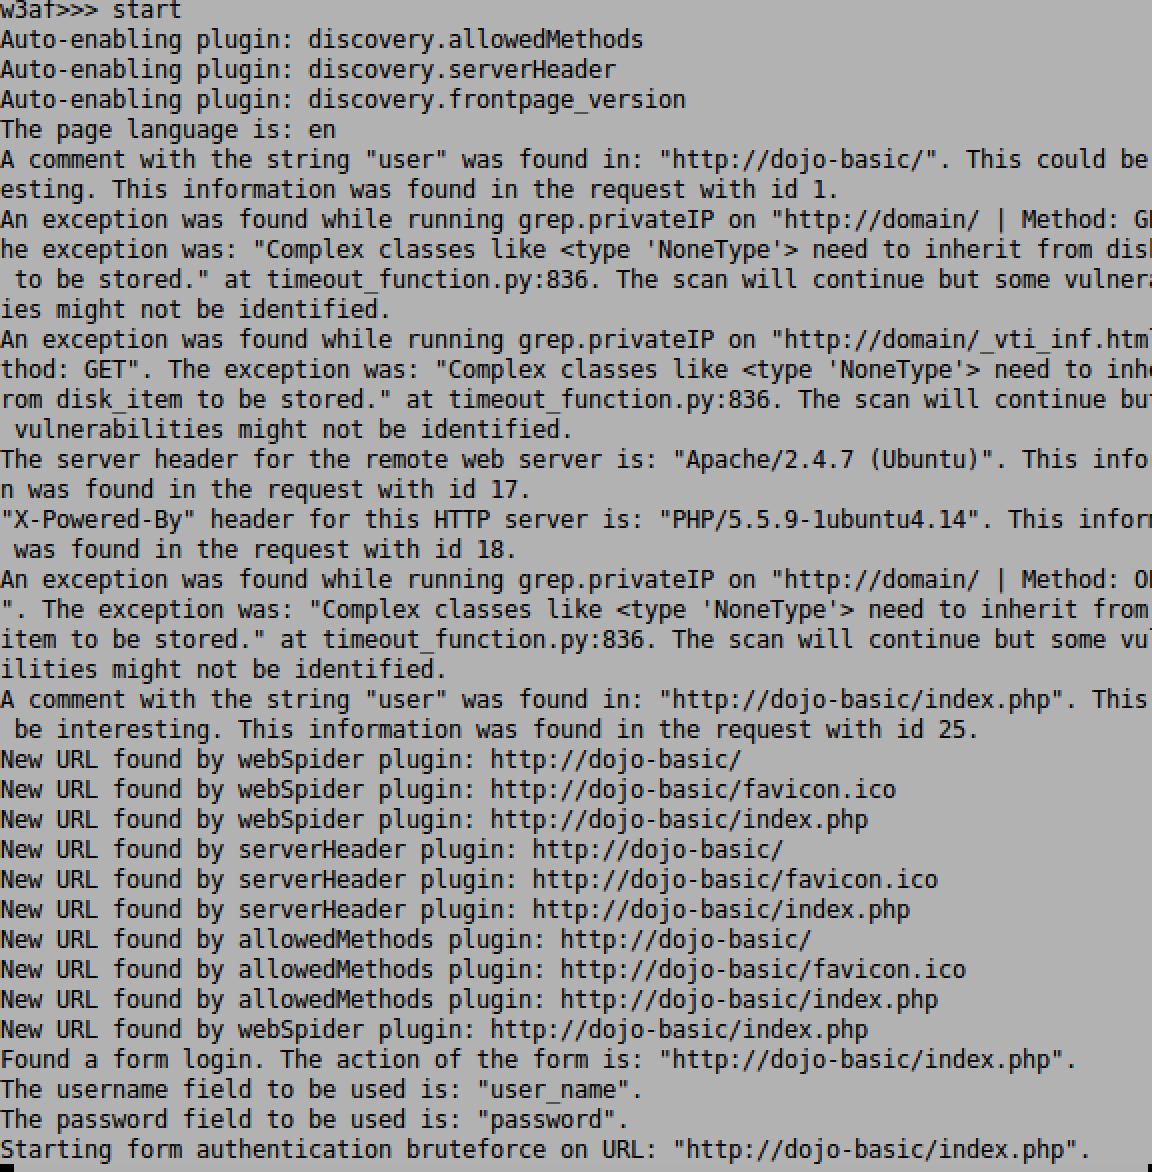 w3af>>> start
Auto-enabling plugin: discovery.allowedMethods
Auto-enabling plugin: discovery.serverHeader
Auto-enabling plugin: discovery.frontpage_version
The page language is: en
A comment with the string "user" was found in: "http://dojo-basic/". This could be
esting. This information was found in the request with id 1.
An exception was found while running grep.privateIP on "http://domain/ | Method: G
he exception was: "Complex classes like <type 'NoneType'> need to inherit from dis
 to be stored." at timeout_function.py:836. The scan will continue but some vulner
ies might not be identified.
An exception was found while running grep.privateIP on "http://domain/_vti_inf.htm
thod: GET". The exception was: "Complex classes like <type 'NoneType'> need to inh
rom disk_item to be stored." at timeout_function.py:836. The scan will continue bu
 vulnerabilities might not be identified.
The server header for the remote web server is: "Apache/2.4.7 (Ubuntu)". This info
n was found in the request with id 17.
"X-Powered-By" header for this HTTP server is: "PHP/5.5.9-1ubuntu4.14". This infor
 was found in the request with id 18.
An exception was found while running grep.privateIP on "http://domain/ | Method: O
". The exception was: "Complex classes like <type 'NoneType'> need to inherit from
item to be stored." at timeout_function.py:836. The scan will continue but some vu
ilities might not be identified.
A comment with the string "user" was found in: "http://dojo-basic/index.php". This
 be interesting. This information was found in the request with id 25.
New URL found by webSpider plugin: http://dojo-basic/
New URL found by webSpider plugin: http://dojo-basic/favicon.ico
New URL found by webSpider plugin: http://dojo-basic/index.php
New URL found by serverHeader plugin: http://dojo-basic/
New URL found by serverHeader plugin: http://dojo-basic/favicon.ico
New URL found by serverHeader plugin: http://dojo-basic/index.php
New URL found by allowedMethods plugin: http://dojo-basic/
New URL found by allowedMethods plugin: http://dojo-basic/favicon.ico
New URL found by allowedMethods plugin: http://dojo-basic/index.php
New URL found by webSpider plugin: http://dojo-basic/index.php
Found a form login. The action of the form is: "http://dojo-basic/index.php".
The username field to be used is: "user_name".
The password field to be used is: "password".
Starting form authentication bruteforce on URL: "http://dojo-basic/index.php".